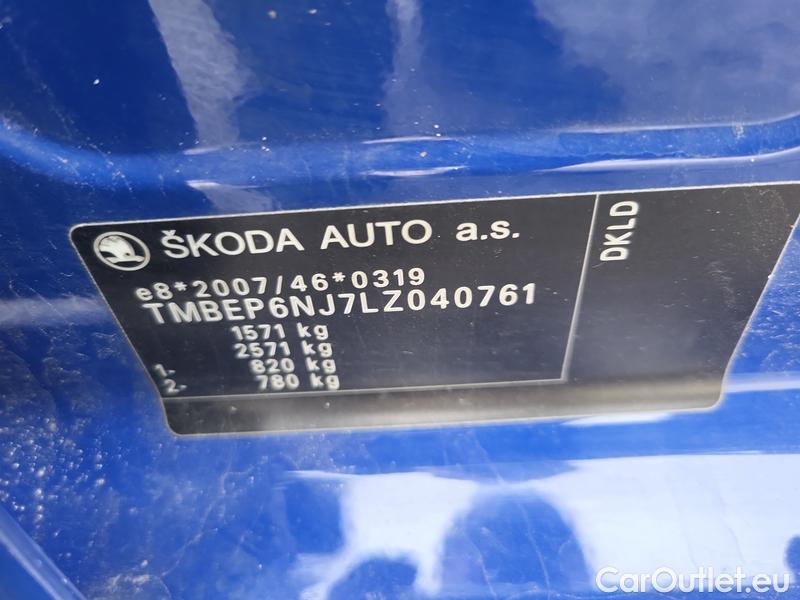 ŠKODA AUTO a.s.
DKLD
e8*2007/46*0319
TMBEP6NJ7LZ040761
1571 kg
2571 kg
1. 820 kg
2. 780 kg
CarOutlet.eu